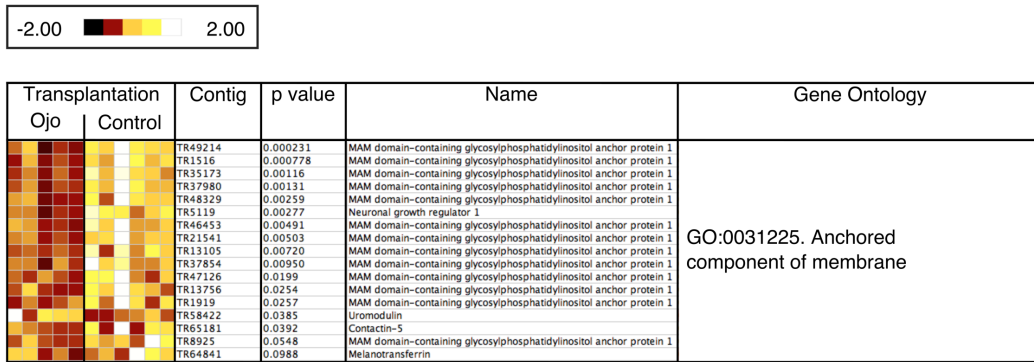 -2.00 2.00
Transplantation Contig p value Name Gene Ontology
Ojo Control
TR49214 0.000231 MAM domain-containing glycosylphosphatidylinositol anchor protein 1
TR1516 0.000778 MAM domain-containing glycosylphosphatidylinositol anchor protein 1
TR35173 0.00116 MAM domain-containing glycosylphosphatidylinositol anchor protein 1
TR37980 0.00131 MAM domain-containing glycosylphosphatidylinositol anchor protein 1
TR48329 0.00259 MAM domain-containing glycosylphosphatidylinositol anchor protein 1
TR5119 0.00277 Neuronal growth regulator 1
TR46453 0.00491 MAM domain-containing glycosylphosphatidylinositol anchor protein 1
TR21541 0.00503 MAM domain-containing glycosylphosphatidylinositol anchor protein 1
TR13105 0.00720 MAM domain-containing glycosylphosphatidylinositol anchor protein 1
TR37854 0.00950 MAM domain-containing glycosylphosphatidylinositol anchor protein 1
TR47126 0.0199 MAM domain-containing glycosylphosphatidylinositol anchor protein 1
TR13756 0.0254 MAM domain-containing glycosylphosphatidylinositol anchor protein 1
TR1919 0.0257 MAM domain-containing glycosylphosphatidylinositol anchor protein 1
TR58422 0.0385 Uromodulin
TR65181 0.0392 Contactin-5
TR8925 0.0548 MAM domain-containing glycosylphosphatidylinositol anchor protein 1
TR64841 0.0988 Melanotransferrin
GO:0031225. Anchored
component of membrane